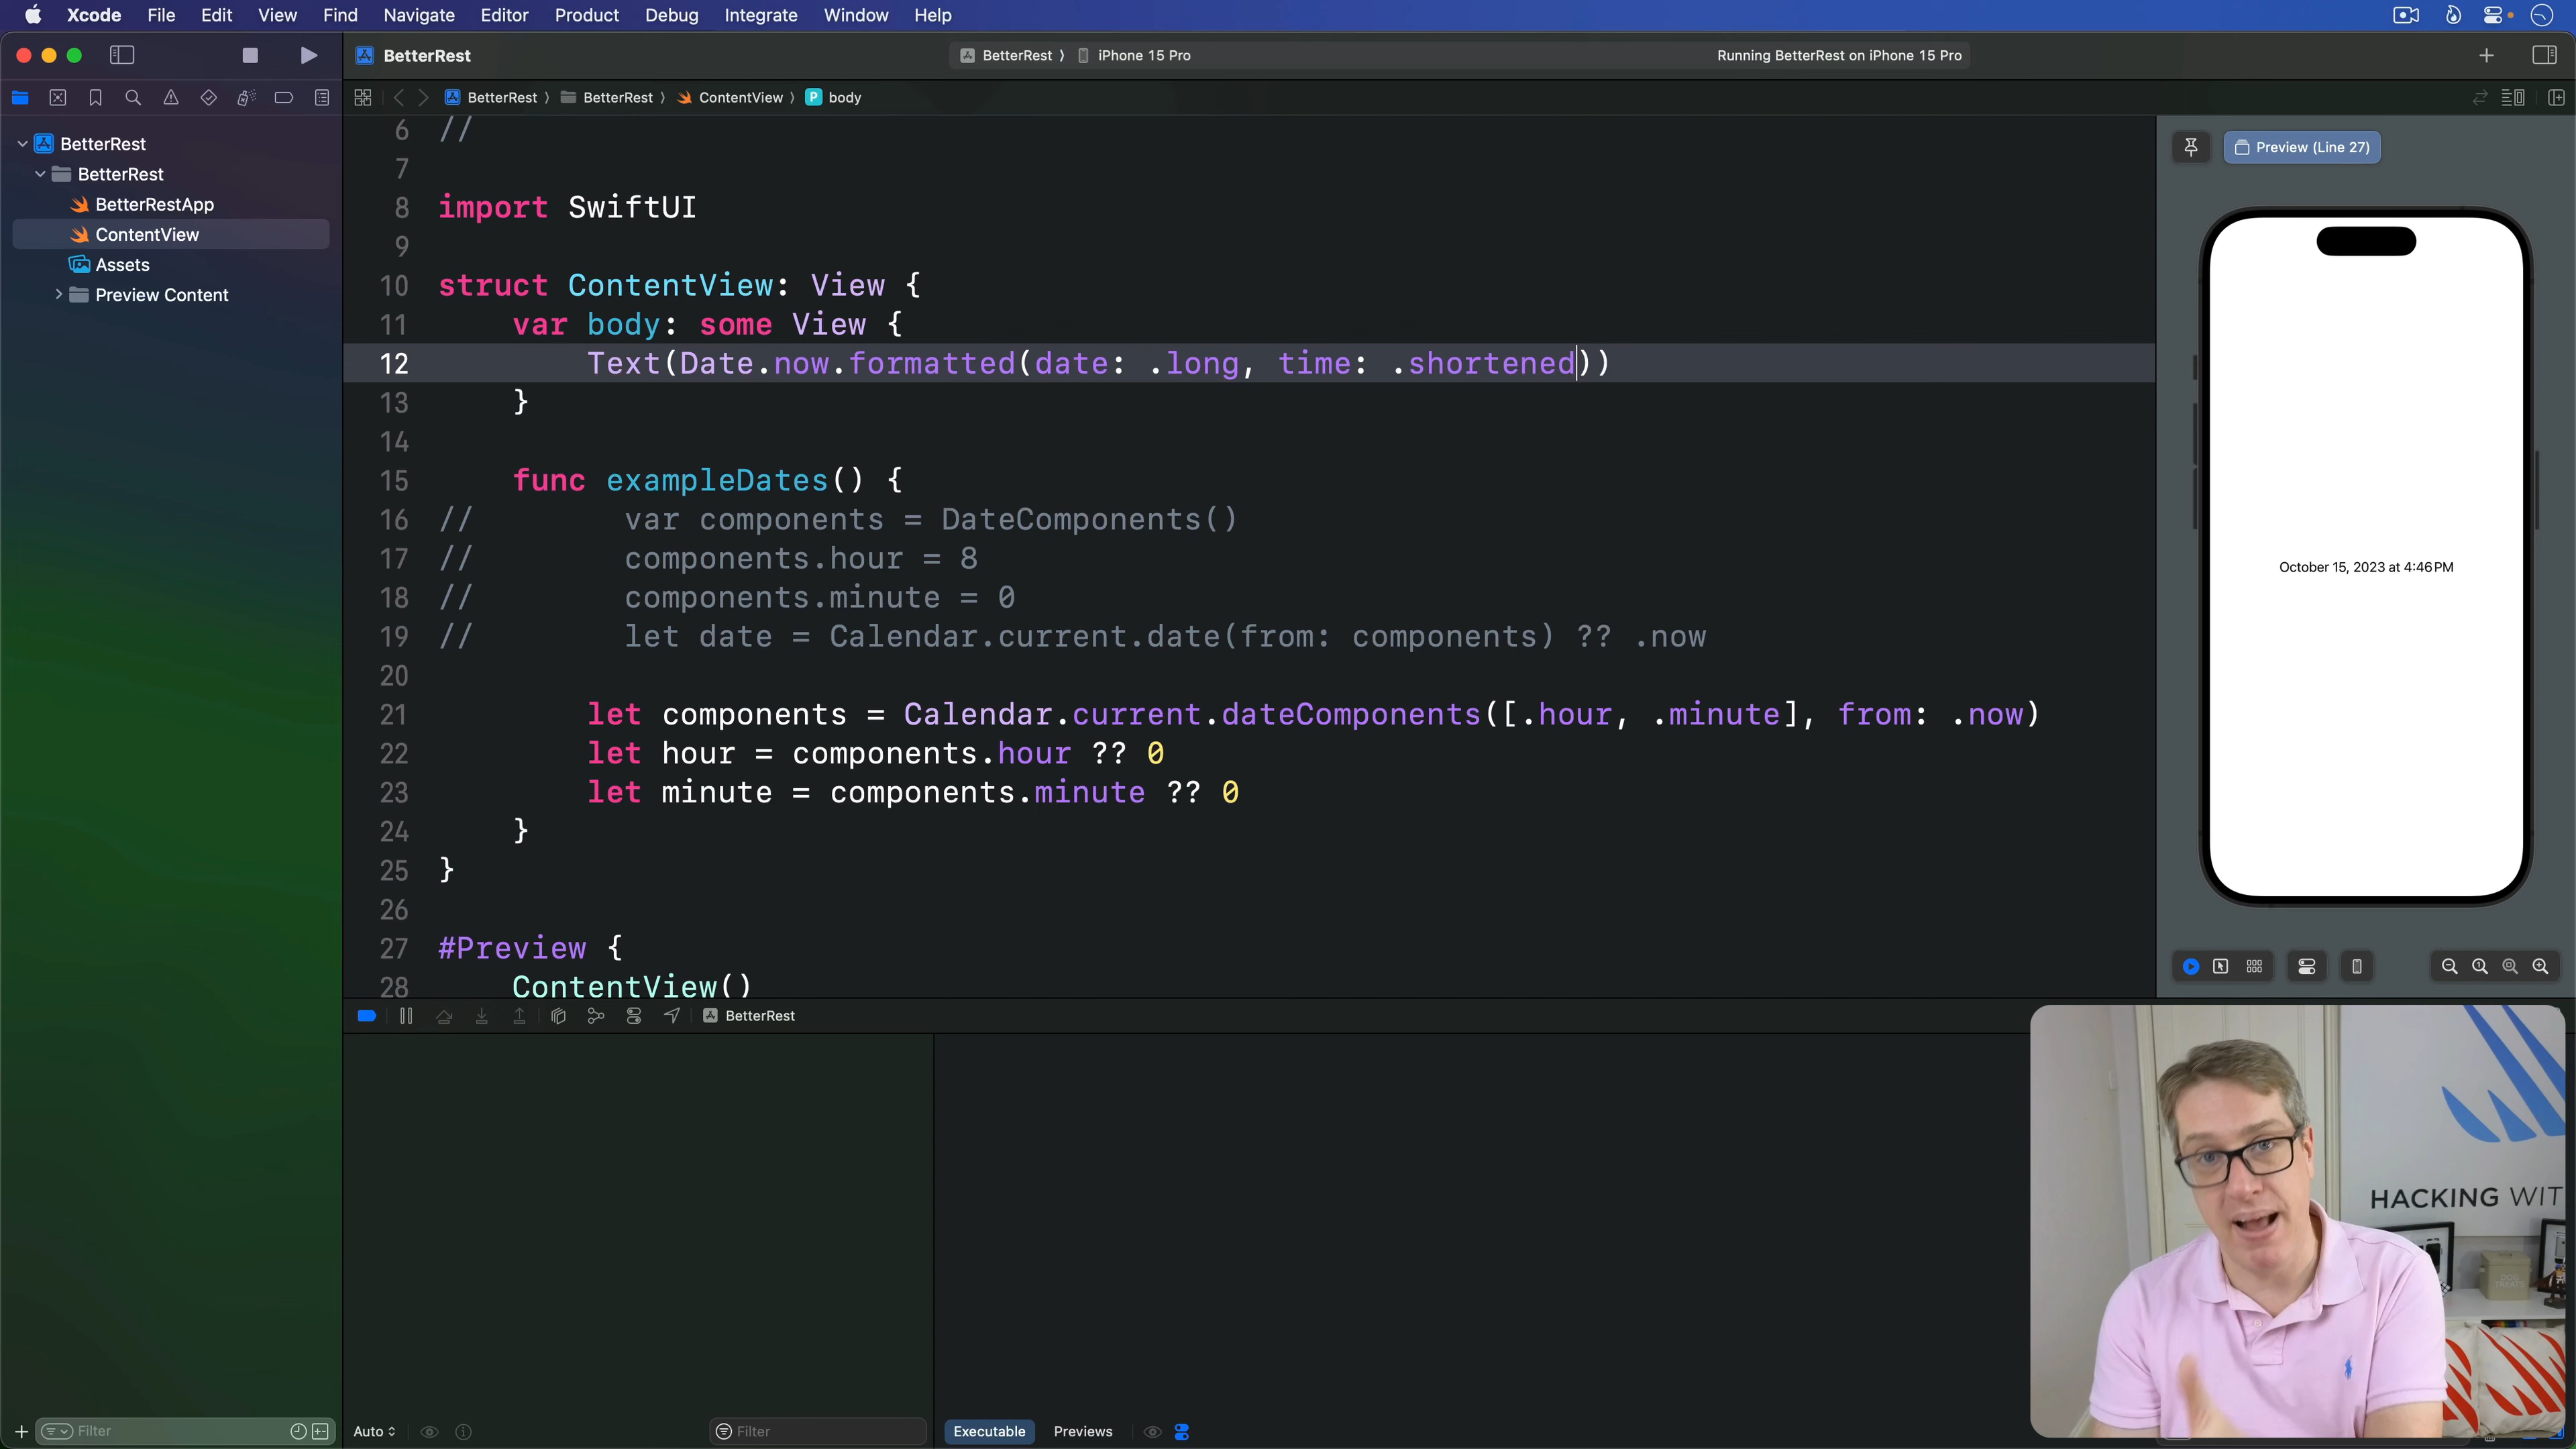 Xcode File Edit View Find Navigate Editor Product Debug Integrate Window Help
BetterRest
BetterRest 〉 iPhone 15 Pro
Running BetterRest on iPhone 15 Pro
BetterRest 〉 BetterRest 〉 ContentView 〉 P body
BetterRest
BetterRest
BetterRestApp
ContentView
Assets
Preview Content
6 //
7
8 import SwiftUI
9
10 struct ContentView: View {
11 var body: some View {
12 Text(Date.now.formatted(date: .long, time: .shortened))
13 }
14
15 func exampleDates() {
16 // var components = DateComponents()
17 // components.hour = 8
18 // components.minute = 0
19 // let date = Calendar.current.date(from: components) ?? .now
20
21 let components = Calendar.current.dateComponents([.hour, .minute], from: .now)
22 let hour = components.hour ?? 0
23 let minute = components.minute ?? 0
24 }
25 }
26
27 #Preview {
28 ContentView()
Preview (Line 27)
October 15, 2023 at 4:46 PM
BetterRest
HACKING WIT
DOG
TREATS
Filter
Auto
Filter
Executable Previews